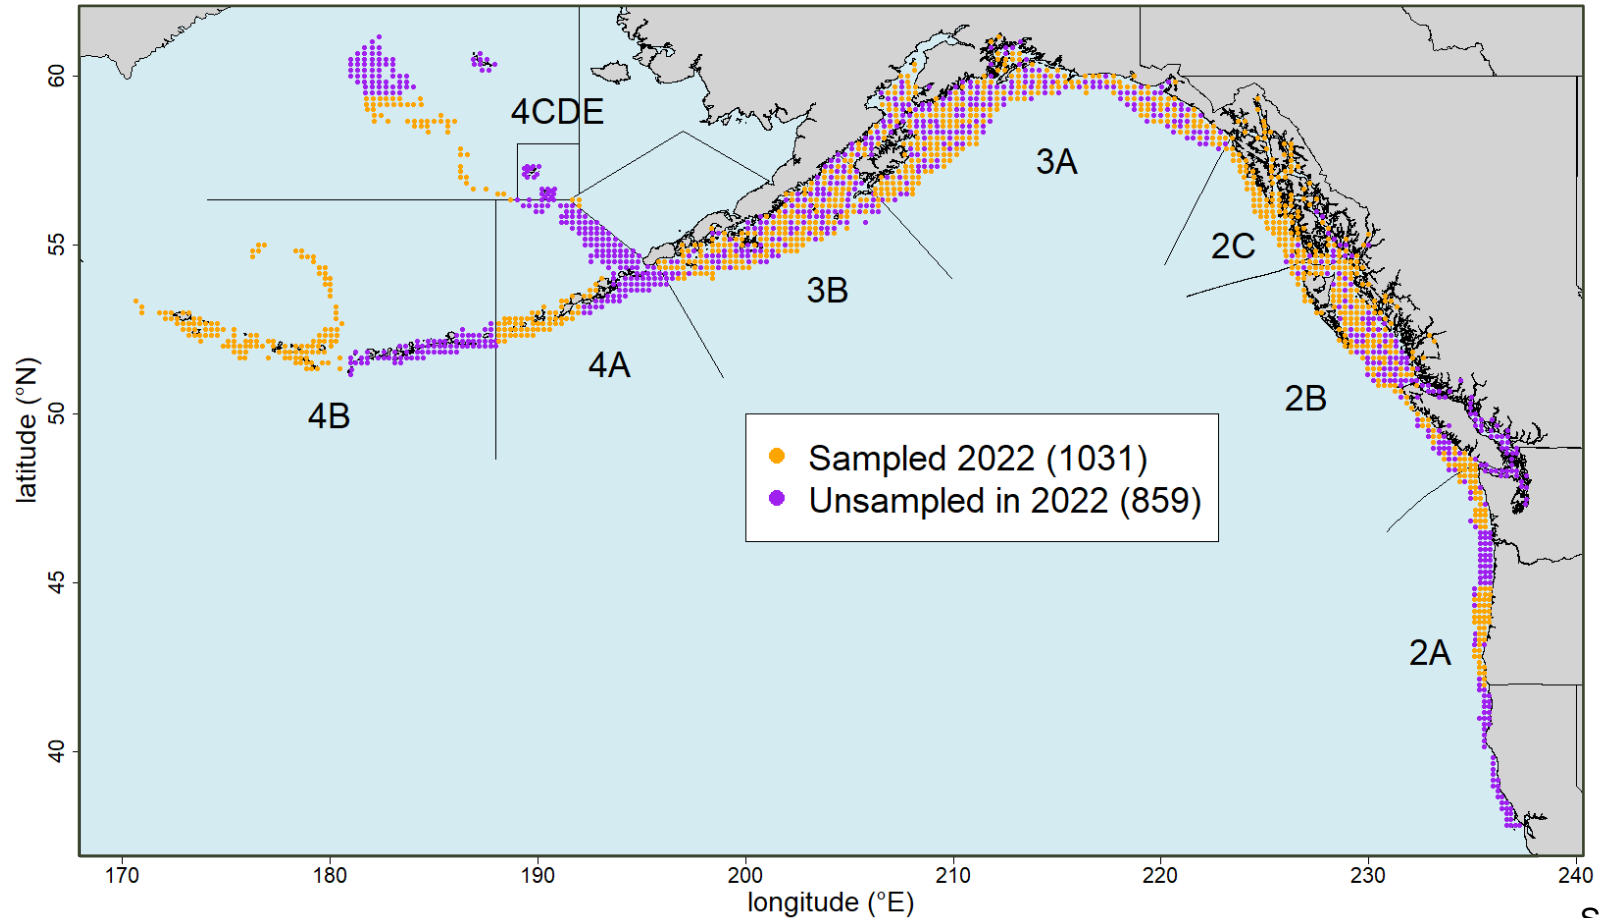 60
55
50
45
40
latitude (°N)
4CDE
3A
2C
3B
4A
2B
4B
Sampled 2022 (1031)
Unsampled in 2022 (859)
2A
170
180
190
200
210
220
230
240
longitude (°E)